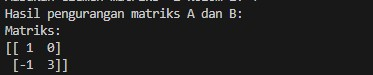 Hasil pengurangan matriks A dan B:
Matriks:
[[ 1  0]
 [-1  3]]